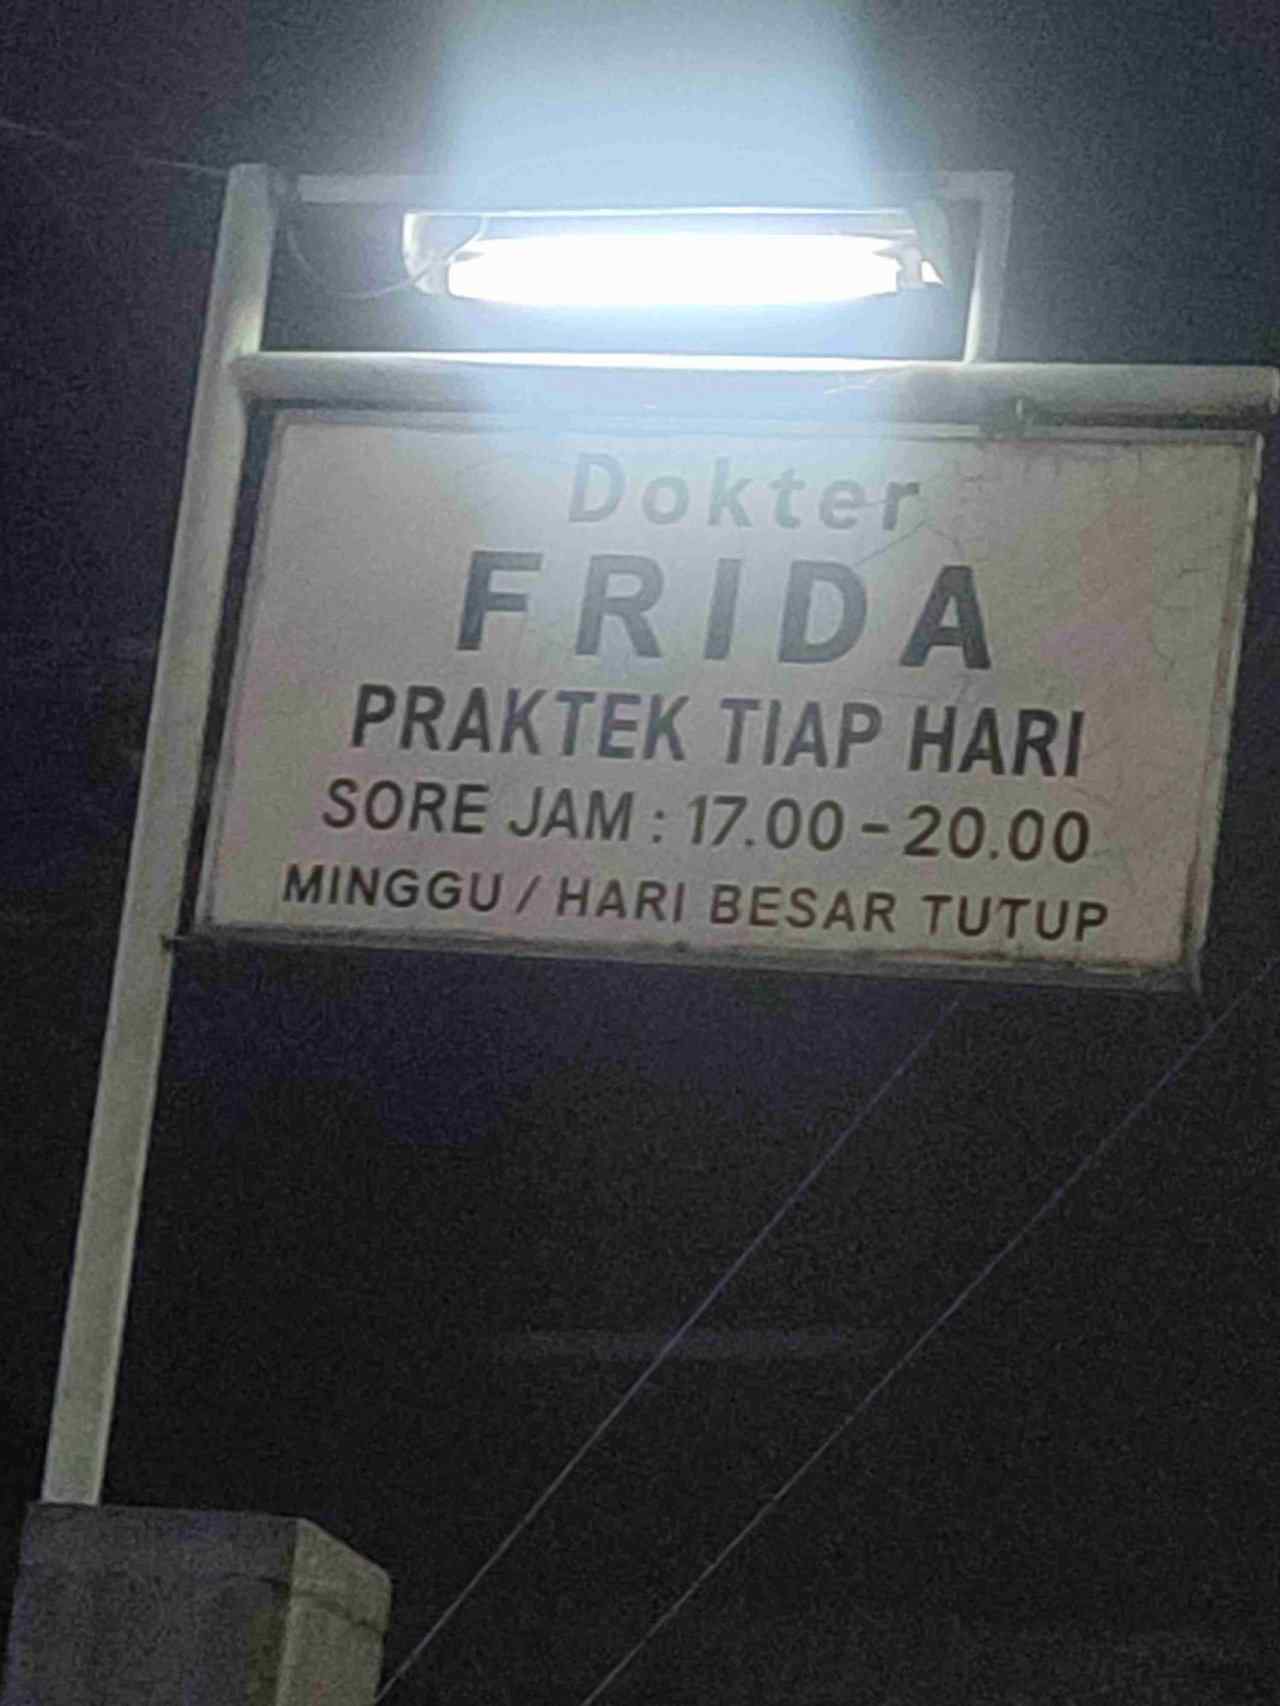 Dokter
FRIDA
PRAKTEK TIAP HARI
SORE JAM : 17.00 - 20.00
MINGGU / HARI BESAR TUTUP